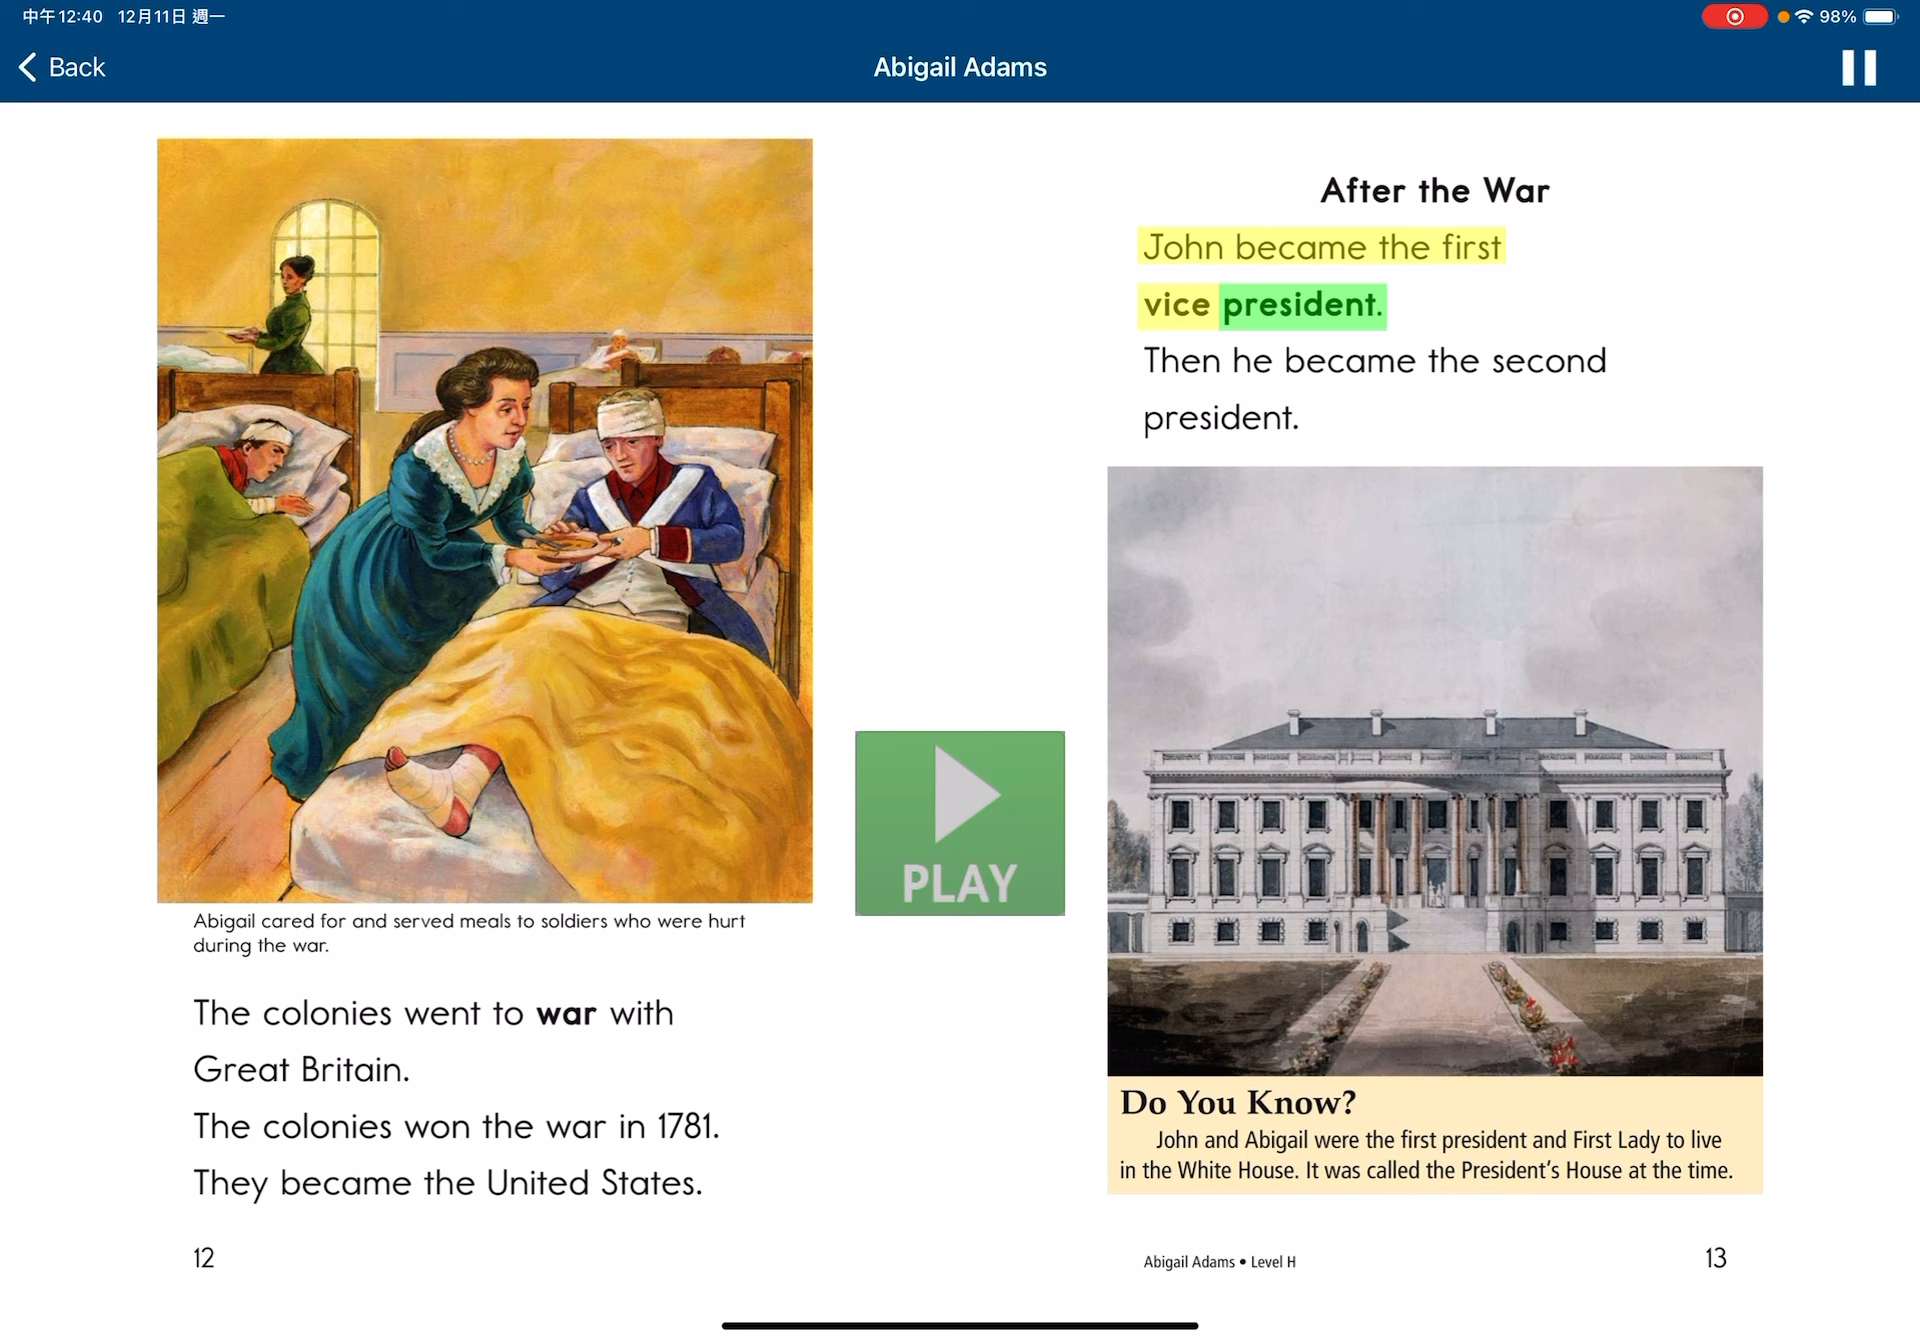 中午12:40 12月11日 週一
98%
Back
Abigail Adams
Abigail cared for and served meals to soldiers who were hurt
during the war.
The colonies went to war with
Great Britain.
The colonies won the war in 1781.
They became the United States.
12
PLAY
After the War
John became the first
vice president.
Then he became the second
president.
Do You Know?
John and Abigail were the first president and First Lady to live
in the White House. It was called the President's House at the time.
Abigail Adams • Level H
13